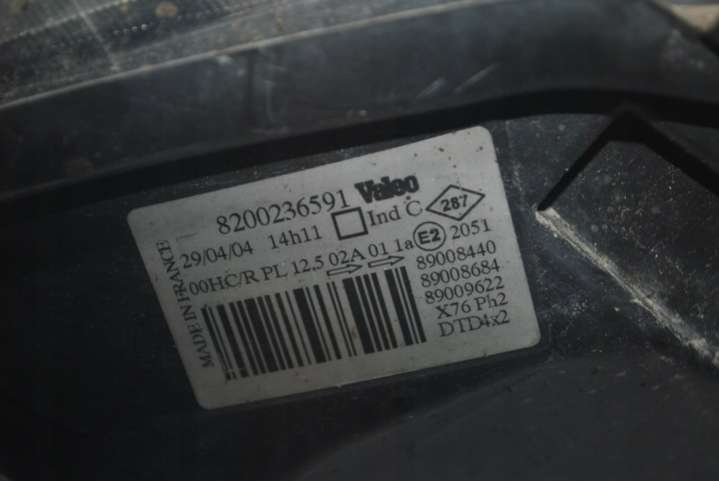 8200236591 Valeo
29/04/04 14h11 Ind C 287
00HC/R PL 12.5 02A 01 1a E2 2051
89008440
89008684
89009622
X76 Ph2
DTD4x2
MADE IN FRANCE